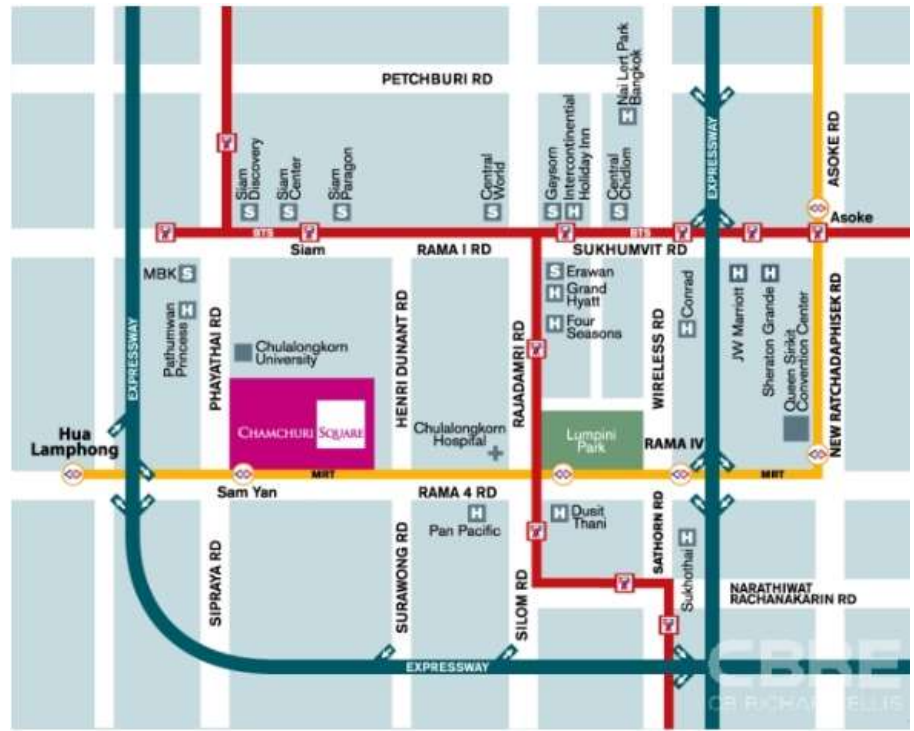 PETCHBURI RD
Nai Lert Park
Bangkok
EXPRESSWAY
ASOKE RD
Siam
Discovery
Siam
Center
Siam
Paragon
Central
World
Gaysorn
Intercontinental
Holiday Inn
Central
Chidlom
Asoke
BTS
BTS
Siam
RAMA I RD
SUKHUMVIT RD
MBK
Erawan
Grand
Hyatt
Four
Seasons
Conrad
JW Marriott
Sheraton Grande
Queen Sirikit
Convention Center
NEW RATCHADAPHISEK RD
Pathumwan
Princess
PHAYATHAI RD
Chulalongkorn
University
HENRI DUNANT RD
RAJADAMRI RD
WIRELESS RD
EXPRESSWAY
CHAMCHURI SQUARE
Chulalongkorn
Hospital
Lumpini
Park
RAMA IV
Hua
Lamphong
MRT
MRT
Sam Yan
RAMA 4 RD
Pan Pacific
Dusit
Thani
SATHORN RD
Sukhothai
SIPRAYA RD
SURAWONG RD
SILOM RD
NARATHIWAT
RACHANAKARIN RD
EXPRESSWAY
CBRE
CB RICHARD ELLIS